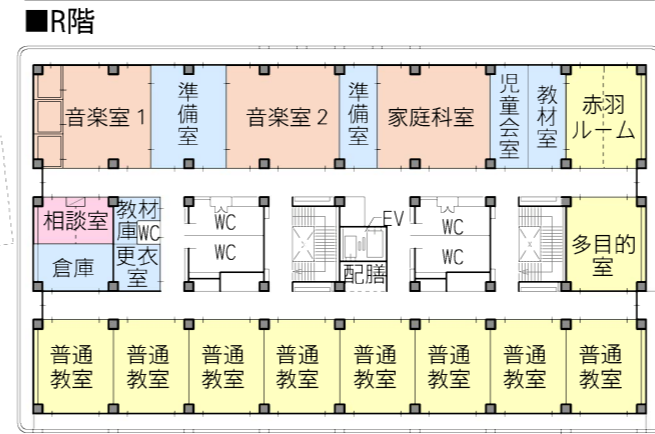 ■R階
音楽室 1
準備室
音楽室 2
準備室
家庭科室
児童会室
教材室
赤羽
ルーム
相談室
教材
庫
WC
倉庫
更衣
室
WC
WC
EV
配膳
WC
WC
多目的
室
普通
教室
普通
教室
普通
教室
普通
教室
普通
教室
普通
教室
普通
教室
普通
教室